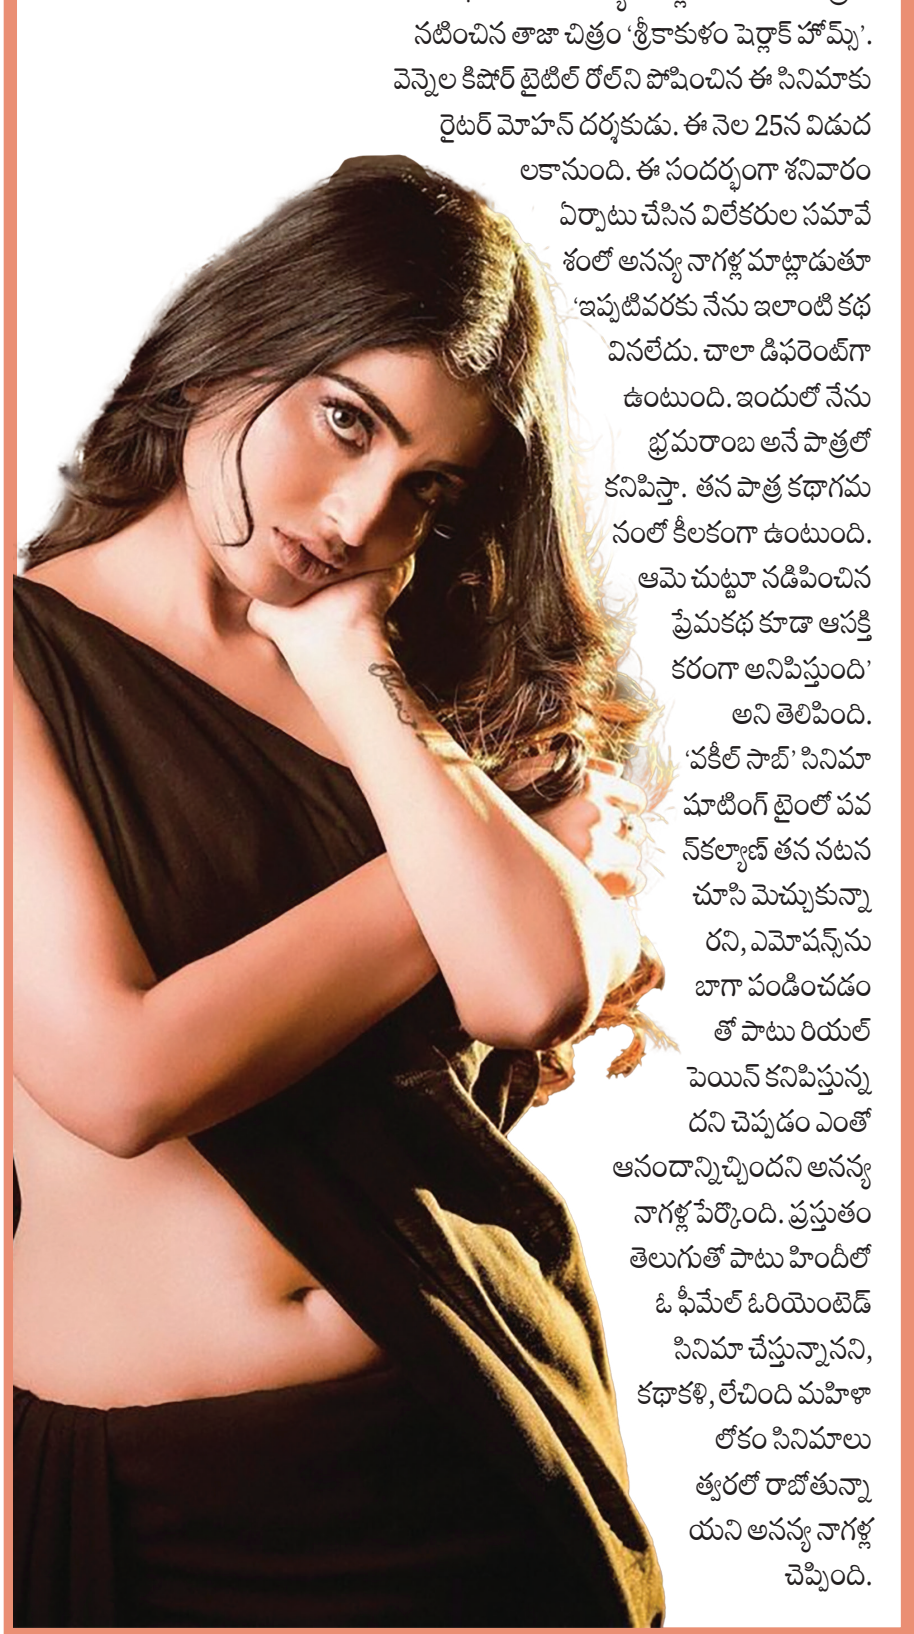 నటించిన తాజా చిత్రం ‘శ్రీకాకుళం షెర్లాక్ హోమ్స్’.
వెన్నెల కిషోర్ టైటిల్ రోల్‌ని పోషించిన ఈ సినిమాకు
రైటర్ మోహన్ దర్శకుడు. ఈ నెల 25న విడుద
లకానుంది. ఈ సందర్భంగా శనివారం
ఏర్పాటు చేసిన విలేకరుల సమావే
శంలో అనన్య నాగళ్ల మాట్లాడుతూ
‘ఇప్పటివరకు నేను ఇలాంటి కథ
వినలేదు. చాలా డిఫరెంట్‌గా
ఉంటుంది. ఇందులో నేను
భ్రమరాంబ అనే పాత్రలో
కనిపిస్తా. తన పాత్ర కథాగమ
నంలో కీలకంగా ఉంటుంది.
ఆమె చుట్టూ నడిపించిన
ప్రేమకథ కూడా ఆసక్తి
కరంగా అనిపిస్తుంది’
అని తెలిపింది.
‘వకీల్ సాబ్’ సినిమా
షూటింగ్ టైంలో పవ
న్‌కల్యాణ్ తన నటన
చూసి మెచ్చుకున్నా
రని, ఎమోషన్స్‌ను
బాగా పండించడం
తో పాటు రియల్
పెయిన్ కనిపిస్తున్న
దని చెప్పడం ఎంతో
ఆనందాన్నిచ్చిందని అనన్య
నాగళ్ల పేర్కొంది. ప్రస్తుతం
తెలుగుతో పాటు హిందీలో
ఓ ఫీమేల్ ఓరియెంటెడ్
సినిమా చేస్తున్నానని,
కథాకళి, లేచింది మహిళా
లోకం సినిమాలు
త్వరలో రాబోతున్నా
యని అనన్య నాగళ్ల
చెప్పింది.